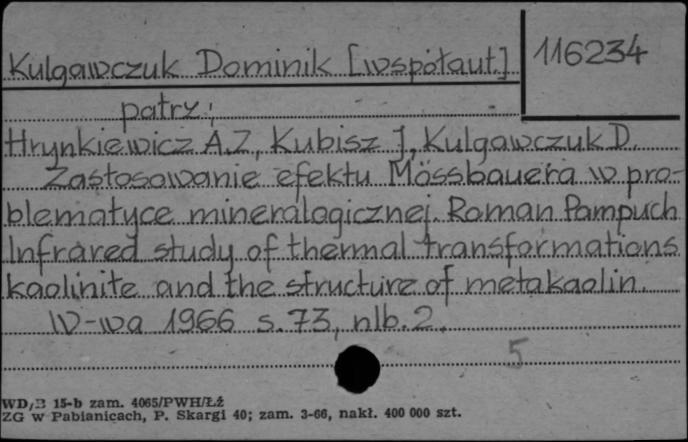 Kulgawczuk Dominik [współaut.]
116234
patrz:
Hrynkiewicz A.Z., Kubisz J., Kulgawczuk D.
Zastosowanie efektu Mössbauera w pro-
blematyce mineralogicznej. Roman Pampuch
Infrared study of thermal transformations
kaolinite and the structure of metakaolin.
W-wa 1966 s. 73, nlb. 2.
5
WD/B 15-b zam. 4065/PWH/Łż
ZG w Pabianicach, P. Skargi 40; zam. 3-66, nakł. 400 000 szt.